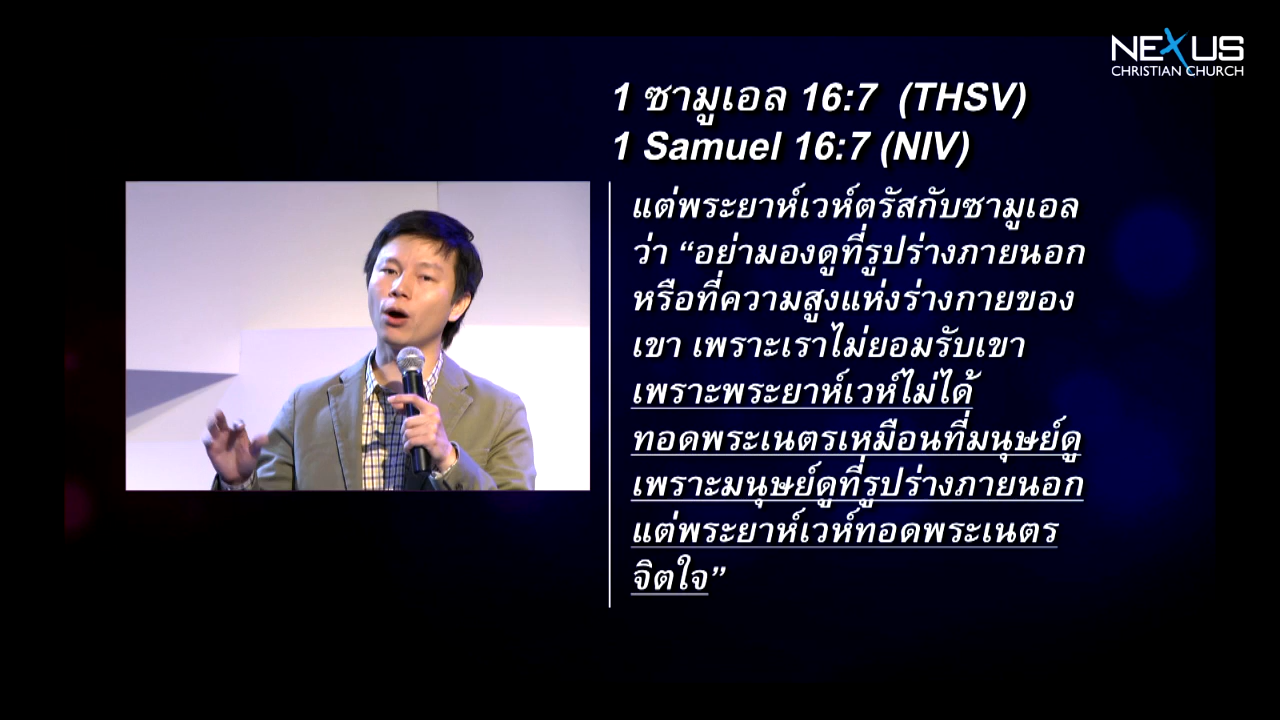 NEXUS
CHRISTIAN CHURCH
1 ซามูเอล 16:7 (THSV)
1 Samuel 16:7 (NIV)
แต่พระยาห์เวห์ตรัสกับซามูเอล
ว่า “อย่ามองดูที่รูปร่างภายนอก
หรือที่ความสูงแห่งร่างกายของ
เขา เพราะเราไม่ยอมรับเขา
เพราะพระยาห์เวห์ไม่ได้
ทอดพระเนตรเหมือนที่มนุษย์ดู
เพราะมนุษย์ดูที่รูปร่างภายนอก
แต่พระยาห์เวห์ทอดพระเนตร
จิตใจ”